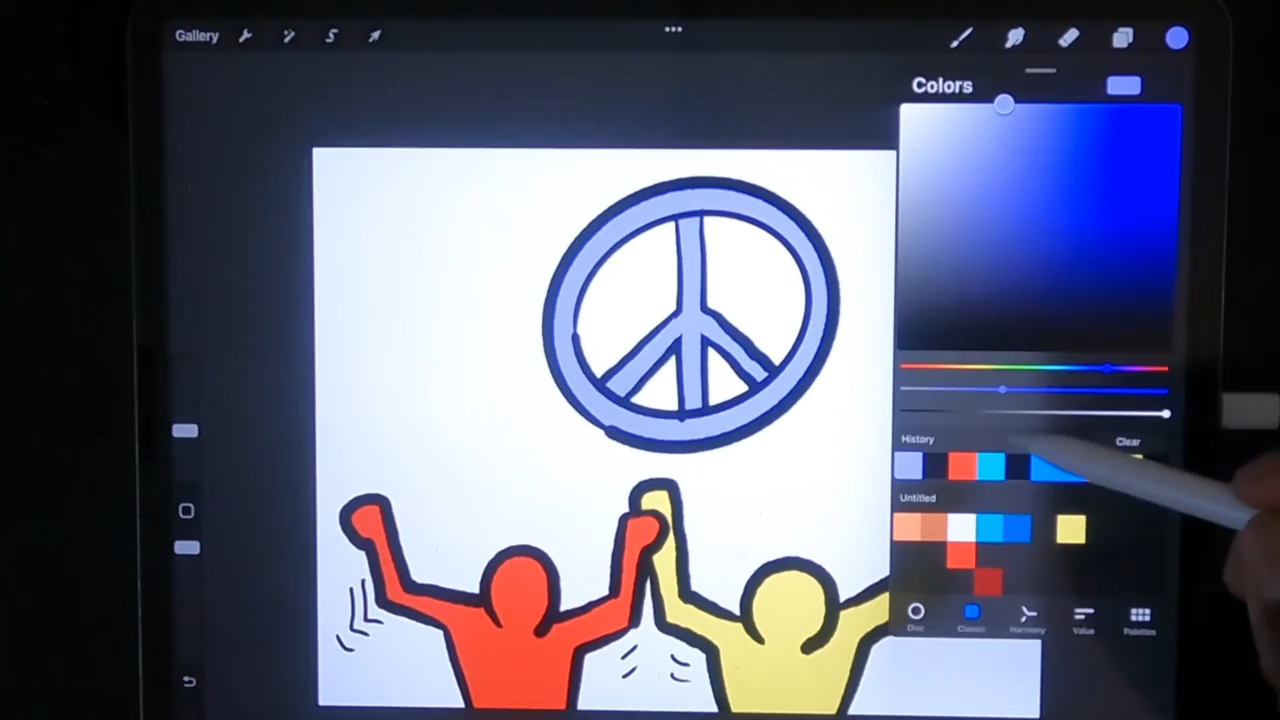 Gallery
Colors
History Clear
Untitled
Disc Classic Harmony Value Palettes